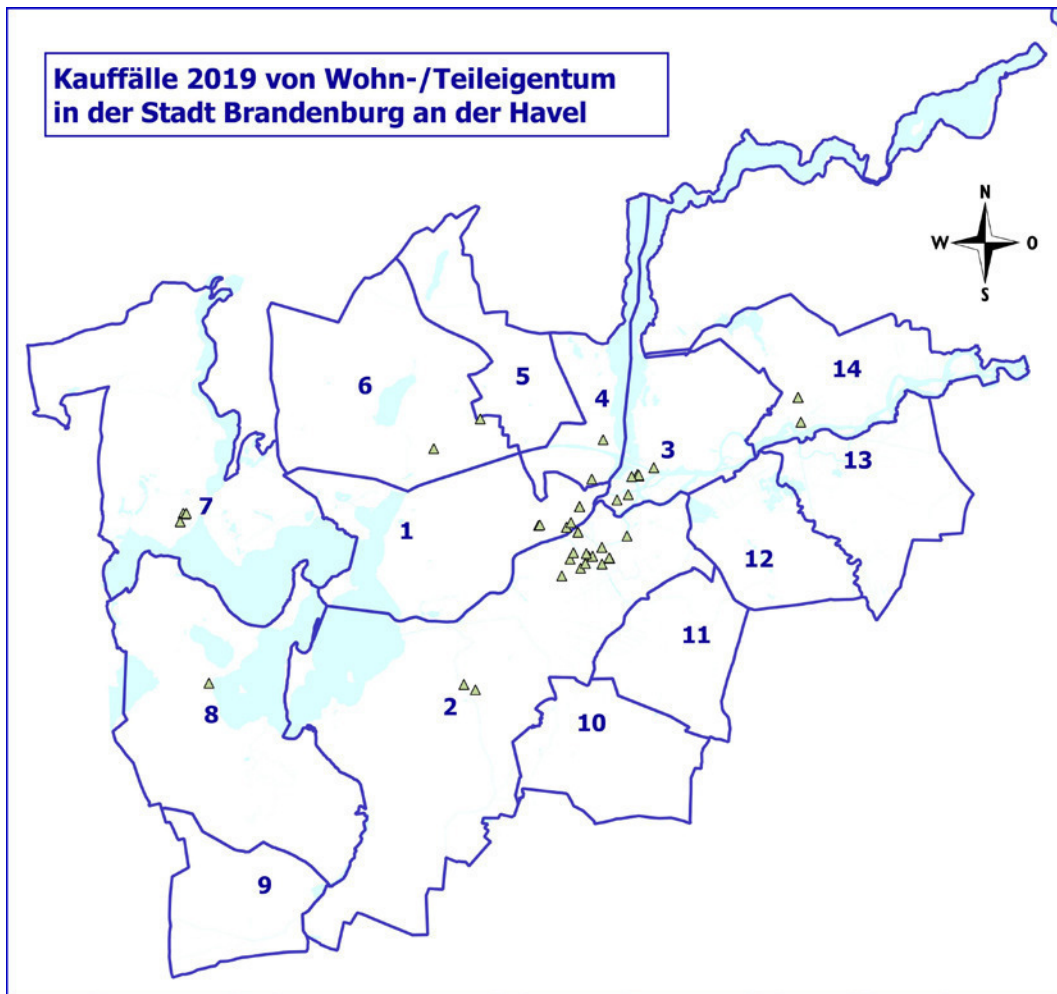 Kauffälle 2019 von Wohn-/Teileigentum
in der Stadt Brandenburg an der Havel
N
W O
S
14
6
5
4
3
13
7
1
12
11
2
8
10
9